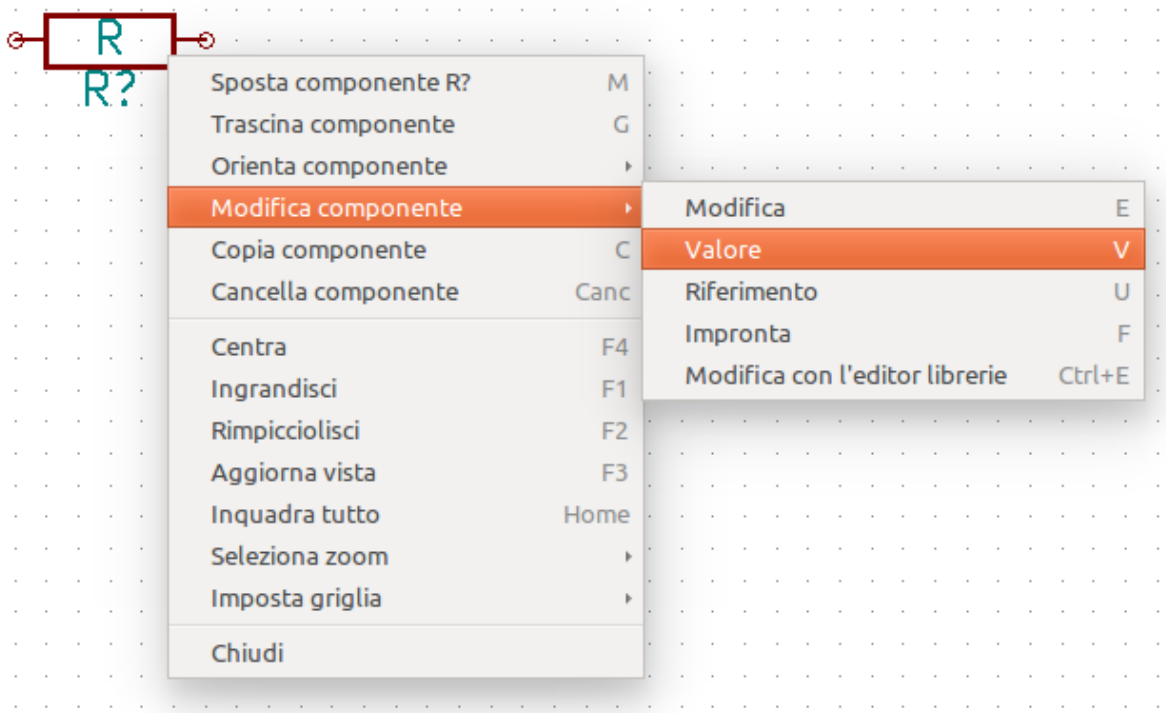 R
R?
Sposta componente R? M
Trascina componente G
Orienta componente
Modifica componente
Copia componente C
Cancella componente Canc
Centra F4
Ingrandisci F1
Rimpicciolisci F2
Aggiorna vista F3
Inquadra tutto Home
Seleziona zoom
Imposta griglia
Chiudi
Modifica E
Valore V
Riferimento U
Impronta F
Modifica con l'editor librerie Ctrl+E